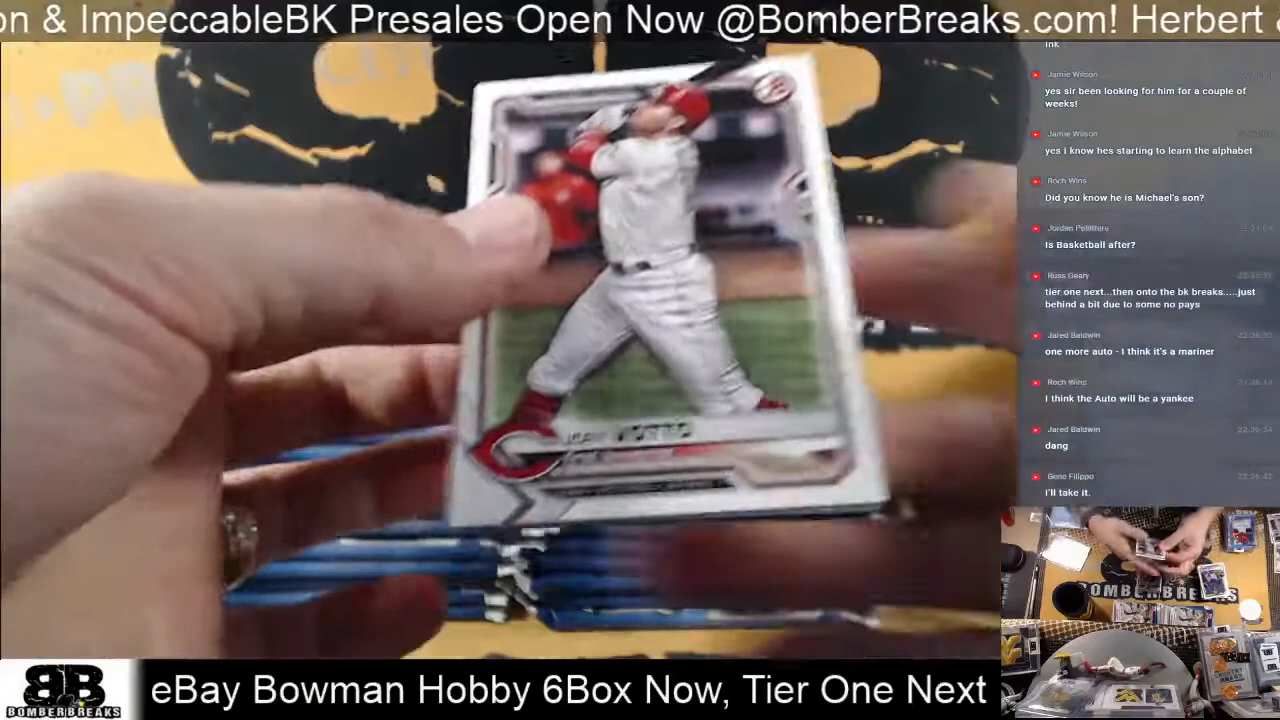 on & ImpeccableBK Presales Open Now @BomberBreaks.com! Herbert
ink
Jamie Wilson
yes sir been looking for him for a couple of
weeks!
Jamie Wilson
yes i know hes starting to learn the alphabet
Roch Wins
Did you know he is Michael's son?
Jordan Pellittiere
Is Basketball after?
Russ Geary
tier one next...then onto the bk breaks.....just
behind a bit due to some no pays
Jared Baldwin
one more auto - I think it's a mariner
Roch Wins
I think the Auto will be a yankee
Jared Baldwin
dang
Gene Filippo
I'll take it.
JOEY VOTTO
BOMBERBREAKS
BB
BOMBERBREAKS
eBay Bowman Hobby 6Box Now, Tier One Next